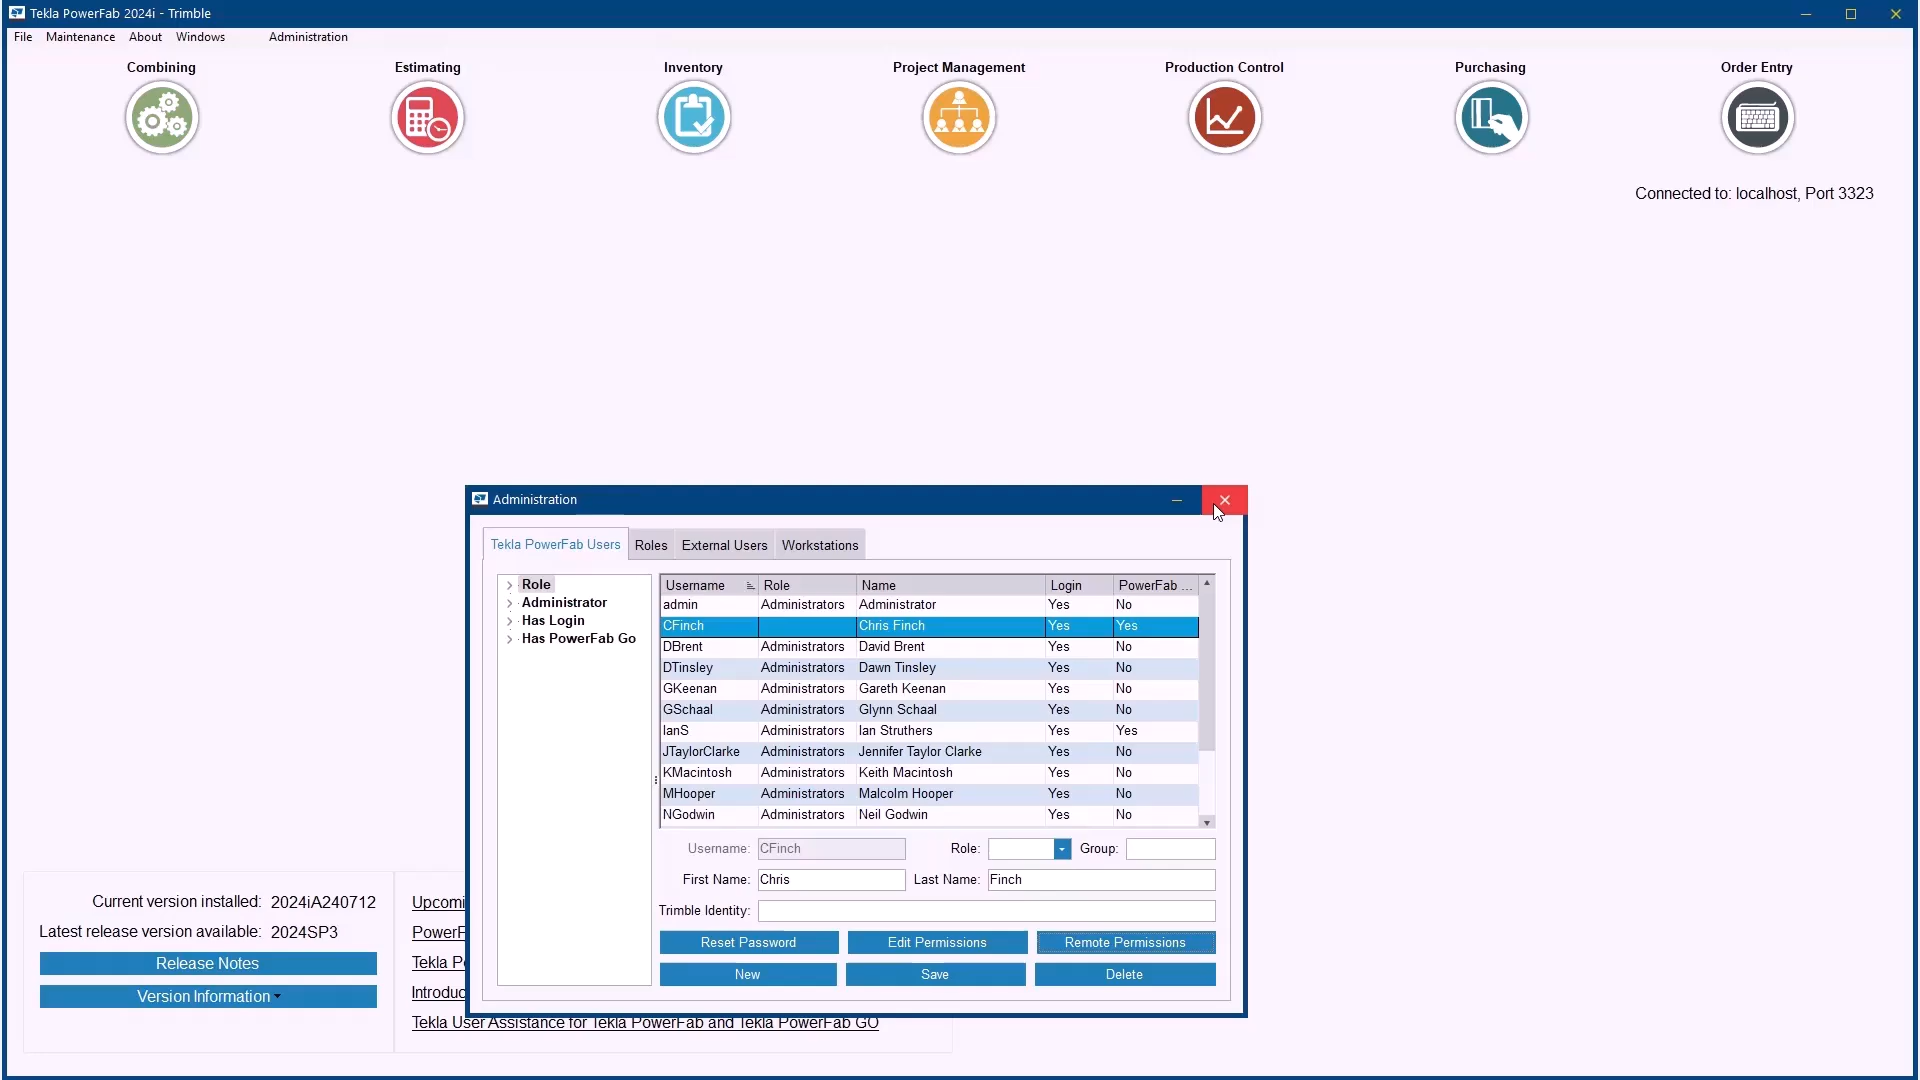 Tekla PowerFab 2024i - Trimble
File Maintenance About Windows Administration
Combining Estimating Inventory Project Management Production Control Purchasing Order Entry
Connected to: localhost, Port 3323
Administration
Tekla PowerFab Users Roles External Users Workstations
Role
Administrator
Has Login
Has PowerFab Go
Username Role Name Login PowerFab ...
admin Administrators Administrator Yes No
CFinch Chris Finch Yes Yes
DBrent Administrators David Brent Yes No
DTinsley Administrators Dawn Tinsley Yes No
GKeenan Administrators Gareth Keenan Yes No
GSchaal Administrators Glynn Schaal Yes No
IanS Administrators Ian Struthers Yes Yes
JTaylorClarke Administrators Jennifer Taylor Clarke Yes No
KMacintosh Administrators Keith Macintosh Yes No
MHooper Administrators Malcolm Hooper Yes No
NGodwin Administrators Neil Godwin Yes No
Username: CFinch Role: Group:
First Name: Chris Last Name: Finch
Trimble Identity:
Reset Password Edit Permissions Remote Permissions
New Save Delete
Current version installed: 2024iA240712
Latest release version available: 2024SP3
Release Notes
Version Information
Upcomi
PowerF
Tekla P
Introduc
Tekla User Assistance for Tekla PowerFab and Tekla PowerFab GO